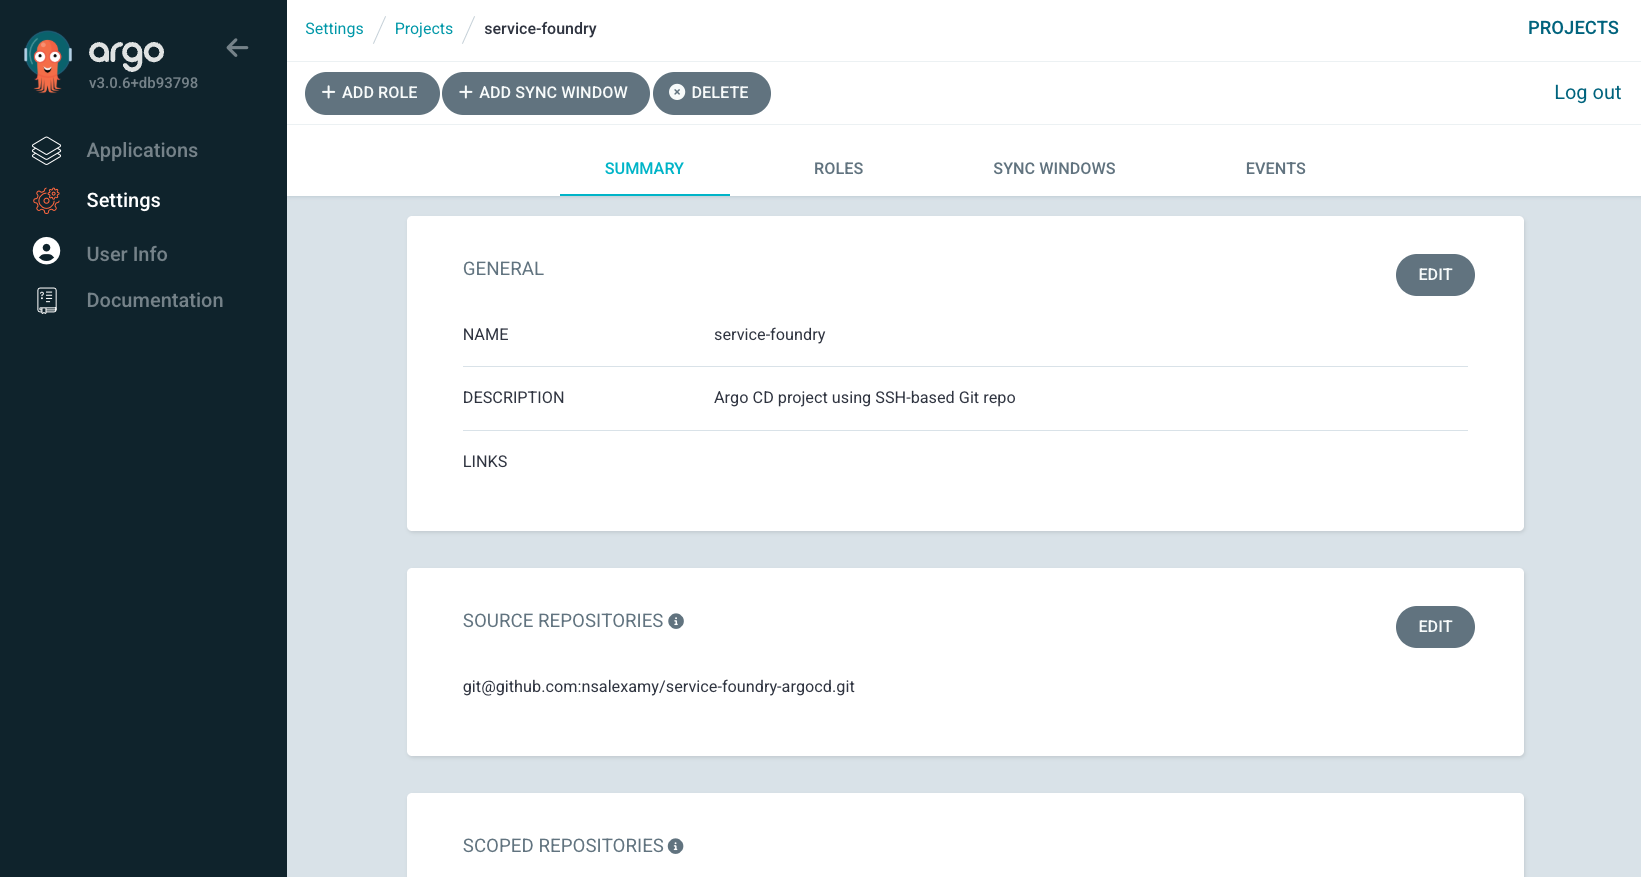 argo
v3.0.6+db93798
Applications
Settings
User Info
Documentation
Settings / Projects / service-foundry
PROJECTS
+ ADD ROLE + ADD SYNC WINDOW DELETE
Log out
SUMMARY ROLES SYNC WINDOWS EVENTS
GENERAL
EDIT
NAME service-foundry
DESCRIPTION Argo CD project using SSH-based Git repo
LINKS
SOURCE REPOSITORIES
EDIT
git@github.com:nsalexamy/service-foundry-argocd.git
SCOPED REPOSITORIES